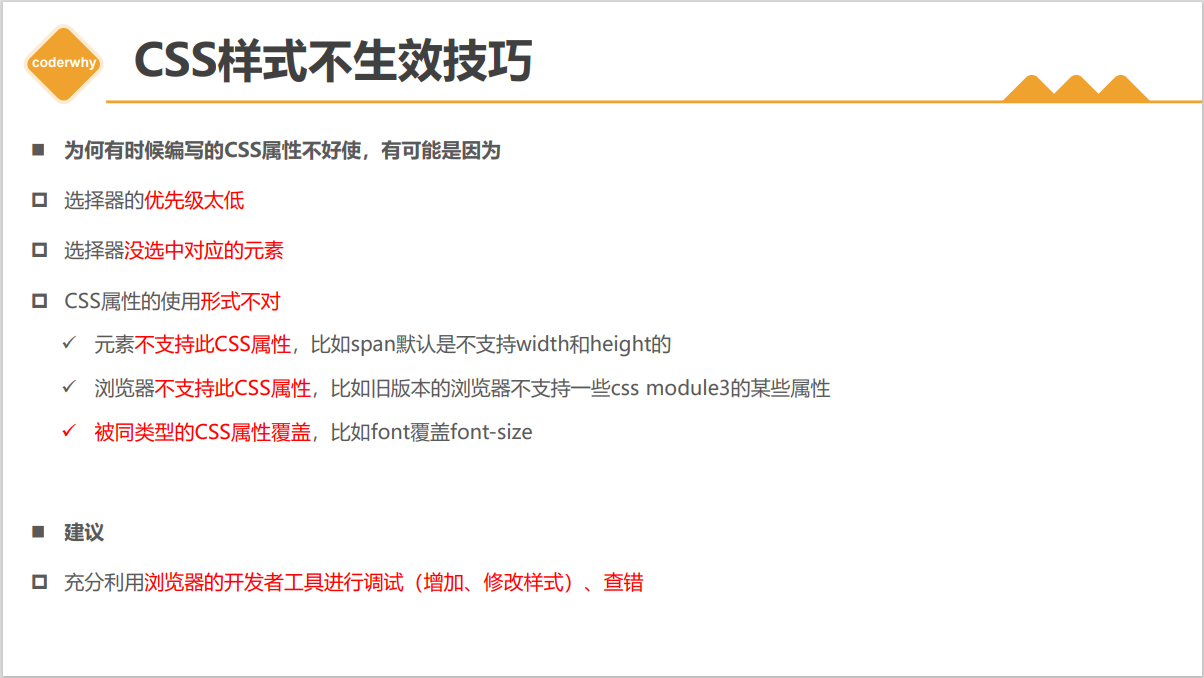 coderwhy
CSS样式不生效技巧
为何有时候编写的CSS属性不好使，有可能是因为
选择器的优先级太低
选择器没选中对应的元素
CSS属性的使用形式不对
元素不支持此CSS属性，比如span默认是不支持width和height的
浏览器不支持此CSS属性，比如旧版本的浏览器不支持一些css module3的某些属性
被同类型的CSS属性覆盖，比如font覆盖font-size
建议
充分利用浏览器的开发者工具进行调试（增加、修改样式）、查错